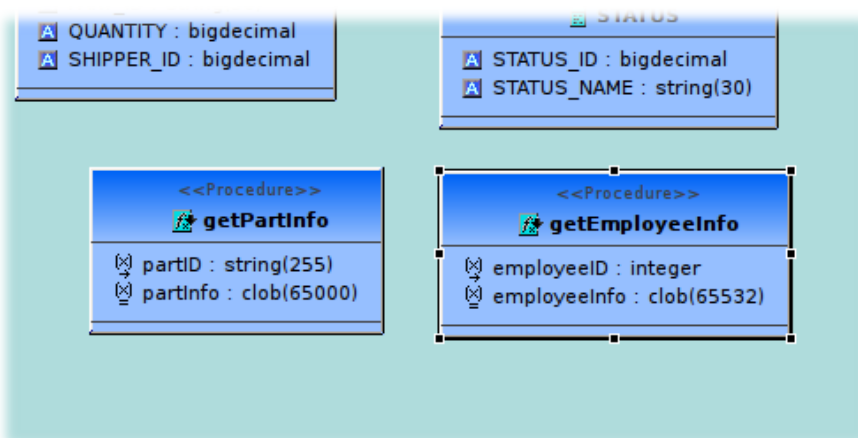 QUANTITY : bigdecimal
SHIPPER_ID : bigdecimal
STATUS
STATUS_ID : bigdecimal
STATUS_NAME : string(30)
<<Procedure>>
getPartInfo
partID : string(255)
partInfo : clob(65000)
<<Procedure>>
getEmployeeInfo
employeeID : integer
employeeInfo : clob(65532)